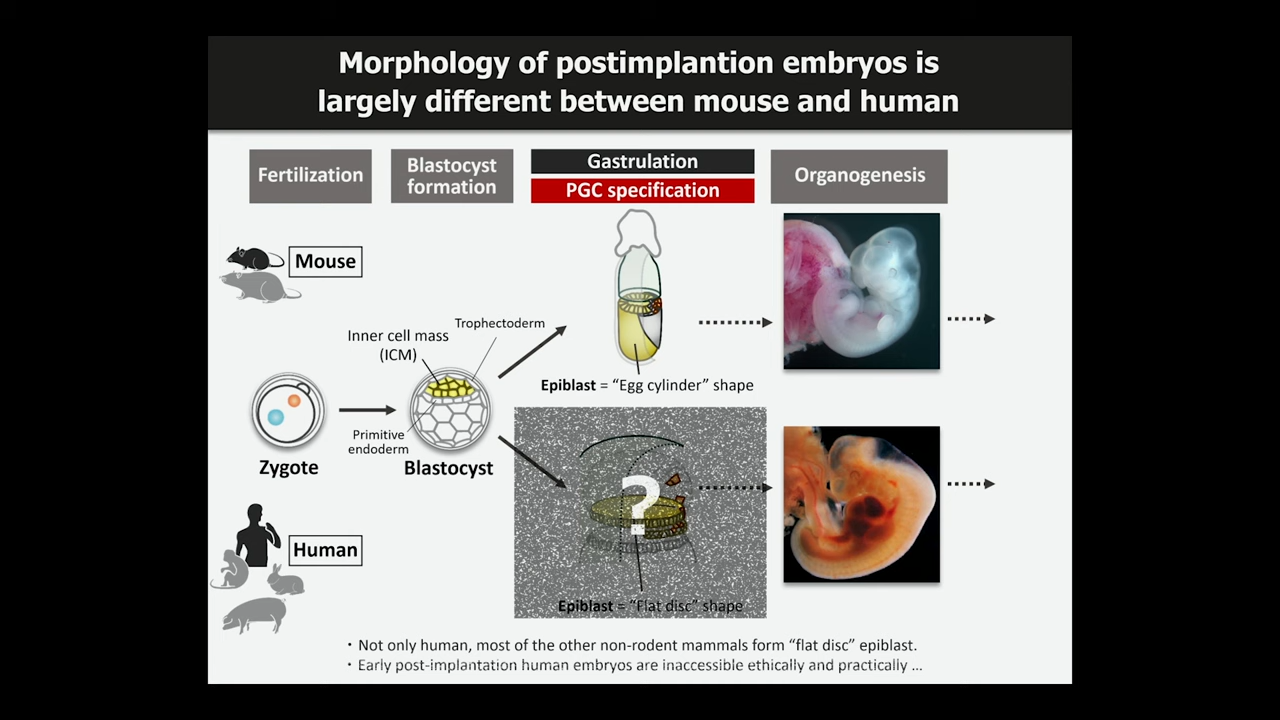 Morphology of postimplantion embryos is
largely different between mouse and human
Fertilization
Blastocyst
formation
Gastrulation
PGC specification
Organogenesis
Mouse
Inner cell mass
(ICM)
Trophectoderm
Epiblast = “Egg cylinder” shape
Primitive
endoderm
Zygote
Blastocyst
?
Human
Epiblast = “Flat disc” shape
・Not only human, most of the other non-rodent mammals form “flat disc” epiblast.
・Early post-implantation human embryos are inaccessible ethically and practically ...